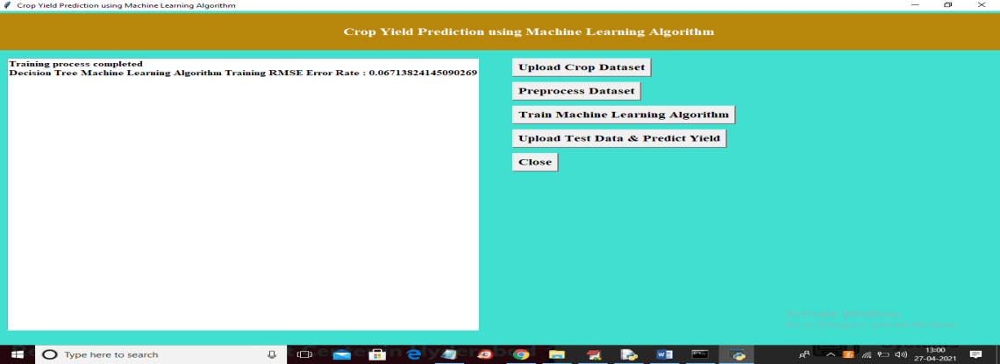 Crop Yield Prediction using Machine Learning Algorithm
Crop Yield Prediction using Machine Learning Algorithm
Training process completed
Decision Tree Machine Learning Algorithm Training RMSE Error Rate : 0.06713824145090269
Upload Crop Dataset
Preprocess Dataset
Train Machine Learning Algorithm
Upload Test Data & Predict Yield
Close
Activate Windows
Type here to search
13:00
27-04-2021